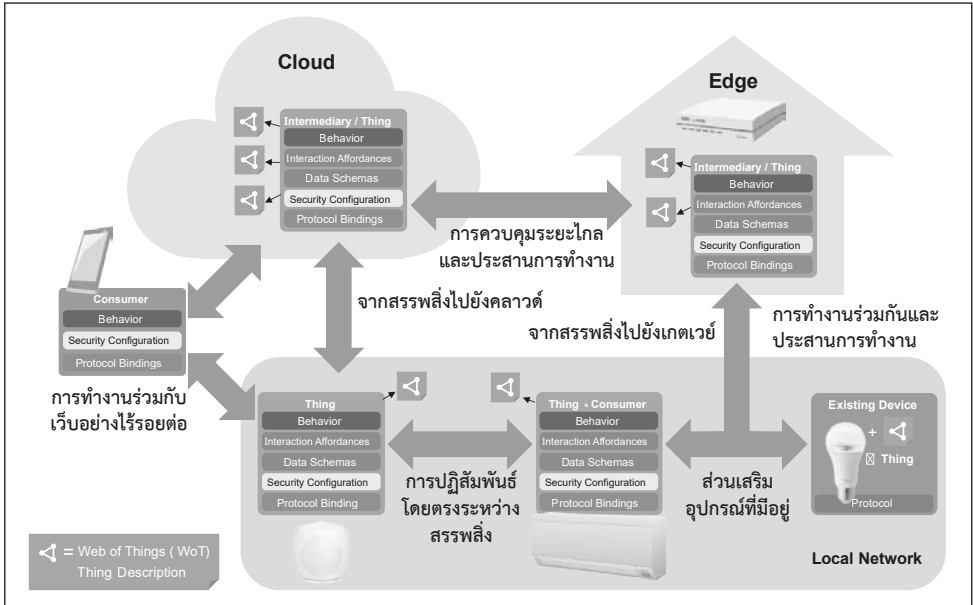 Cloud
Intermediary / Thing
Behavior
Interaction Affordances
Data Schemas
Security Configuration
Protocol Bindings
Edge
Intermediary / Thing
Behavior
Interaction Affordances
Data Schemas
Security Configuration
Protocol Bindings
การควบคุมระยะไกล
และประสานการทำงาน
Consumer
Behavior
Security Configuration
Protocol Bindings
จากสรรพสิ่งไปยังคลาวด์
จากสรรพสิ่งไปยังเกตเวย์
การทำงานร่วมกันและ
ประสานการทำงาน
การทำงานร่วมกับ
เว็บอย่างไร้รอยต่อ
Thing
Behavior
Interaction Affordances
Data Schemas
Security Configuration
Protocol Binding
การปฏิสัมพันธ์
โดยตรงระหว่าง
สรรพสิ่ง
Thing + Consumer
Behavior
Interaction Affordances
Data Schemas
Security Configuration
Protocol Bindings
ส่วนเสริม
อุปกรณ์ที่มีอยู่
Existing Device
+
Thing
Protocol
Local Network
= Web of Things ( WoT)
Thing Description